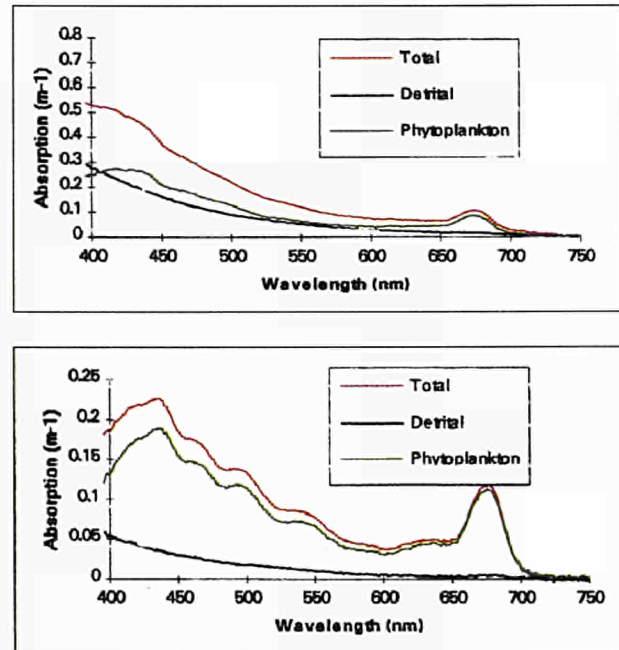 0.8
0.7
0.6
0.5
0.4
0.3
0.2
0.1
0
Absorption (m-1)
Total
Detrital
Phytoplankton
400 450 500 550 600 650 700 750
Wavelength (nm)
0.25
0.2
0.15
0.1
0.05
0
Absorption (m-1)
Total
Detrital
Phytoplankton
400 450 500 550 600 650 700 750
Wavelength (nm)